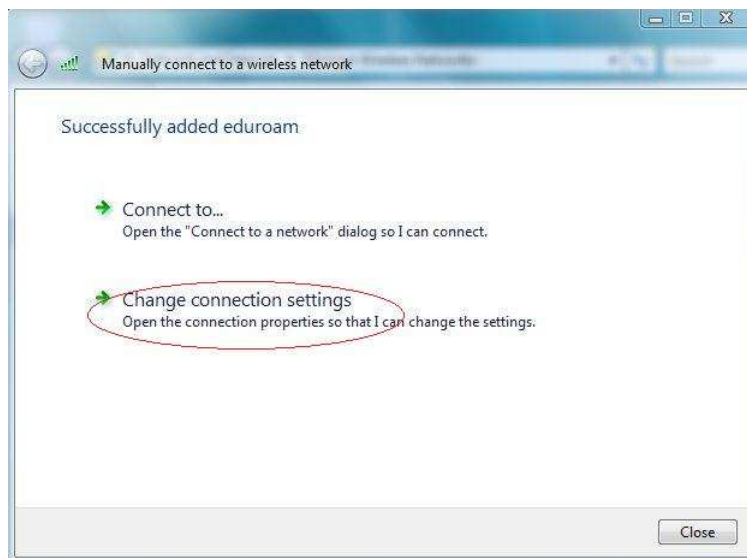 Manually connect to a wireless network
Successfully added eduroam
Connect to...
Open the "Connect to a network" dialog so I can connect.
Change connection settings
Open the connection properties so that I can change the settings.
Close